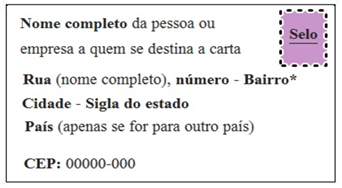 Nome completo da pessoa ou
empresa a quem se destina a carta
Selo
Rua (nome completo), número - Bairro*
Cidade - Sigla do estado
País (apenas se for para outro país)
CEP: 00000-000